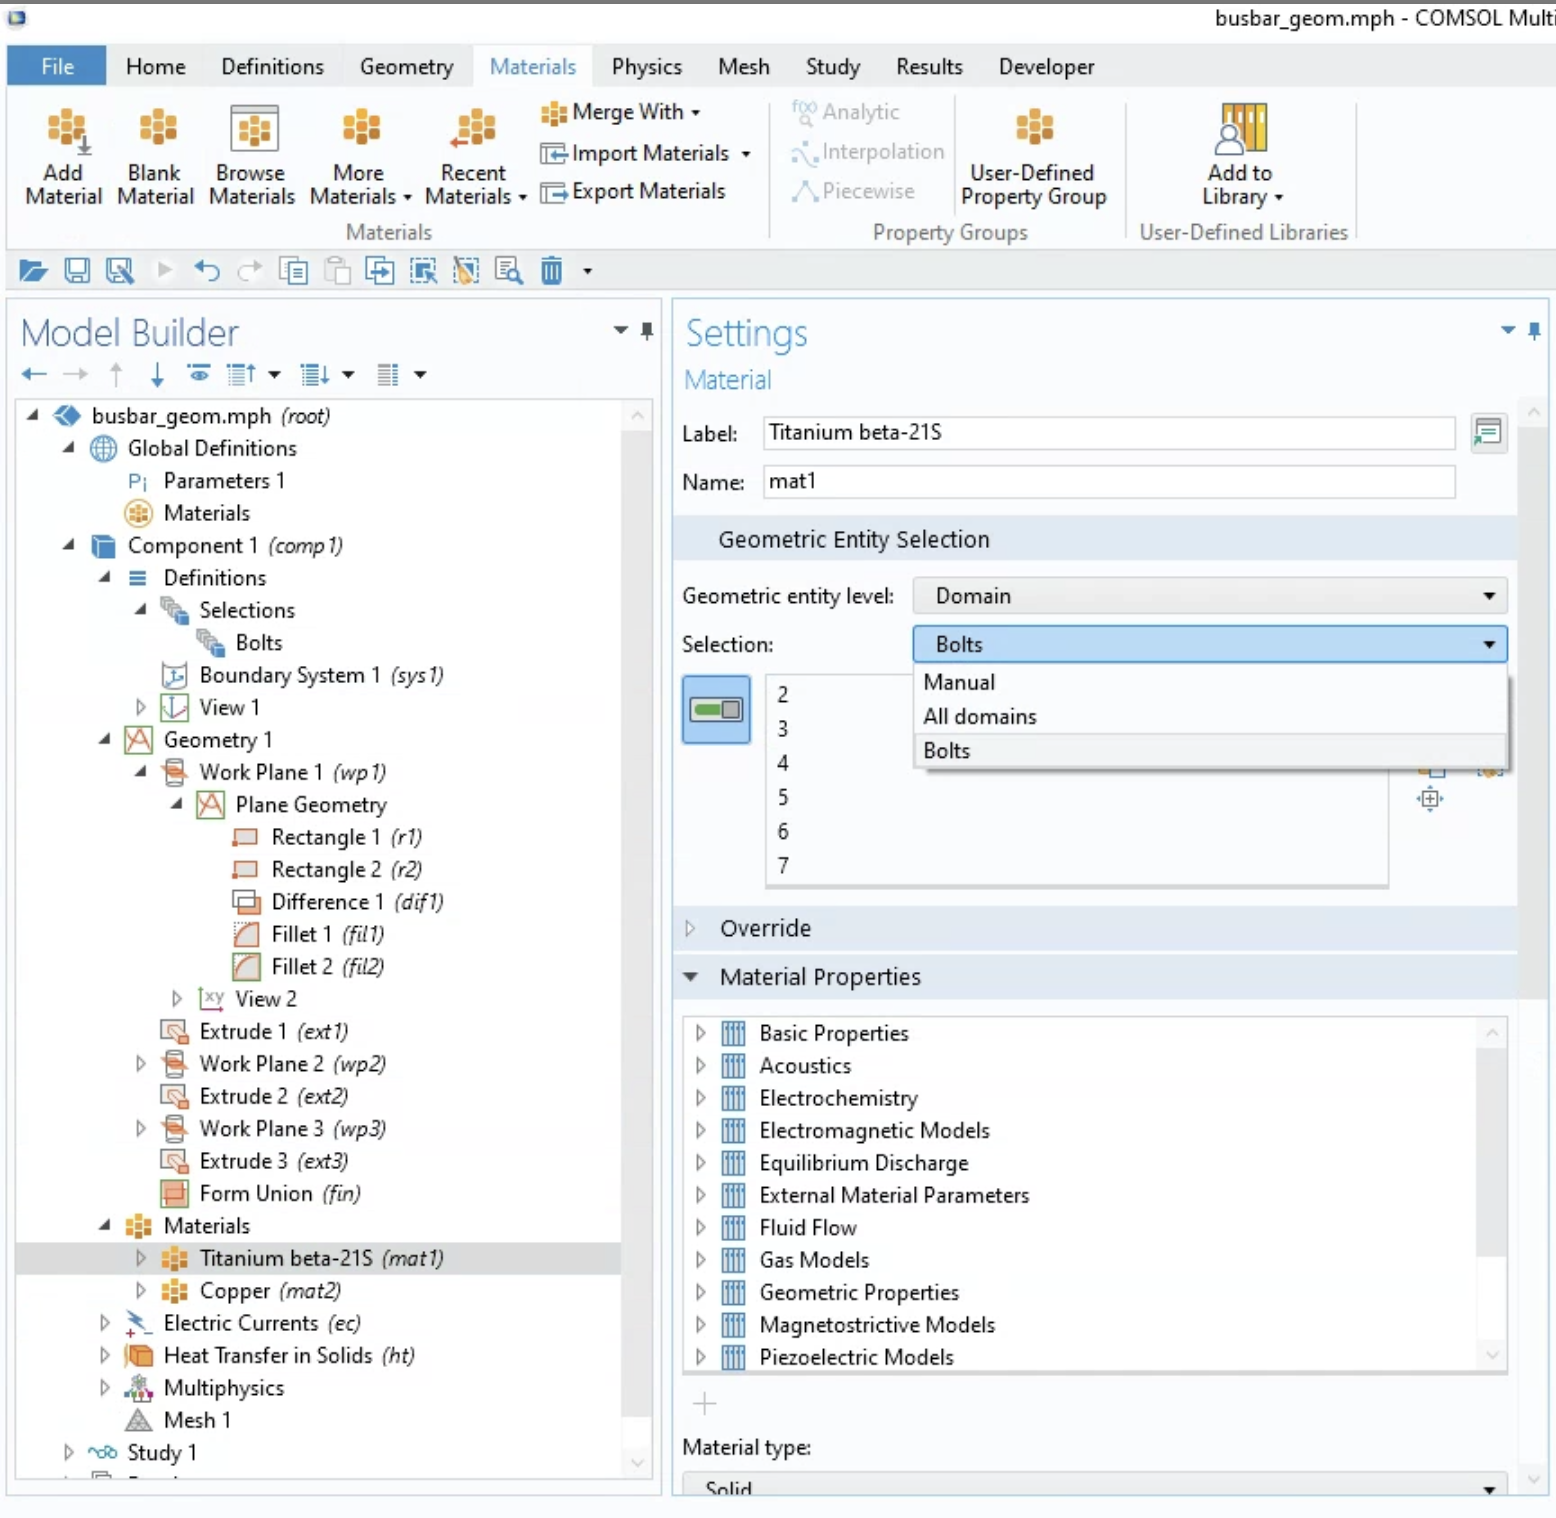 busbar_geom.mph - COMSOL Multi
File Home Definitions Geometry Materials Physics Mesh Study Results Developer
Add Material
Blank Material
Browse Materials
More Materials
Recent Materials
Merge With
Import Materials
Export Materials
Materials
Analytic
Interpolation
Piecewise
User-Defined Property Group
Property Groups
Add to Library
User-Defined Libraries
Model Builder
busbar_geom.mph (root)
Global Definitions
Pi Parameters 1
Materials
Component 1 (comp1)
Definitions
Selections
Bolts
Boundary System 1 (sys1)
View 1
Geometry 1
Work Plane 1 (wp1)
Plane Geometry
Rectangle 1 (r1)
Rectangle 2 (r2)
Difference 1 (dif1)
Fillet 1 (fil1)
Fillet 2 (fil2)
xy View 2
Extrude 1 (ext1)
Work Plane 2 (wp2)
Extrude 2 (ext2)
Work Plane 3 (wp3)
Extrude 3 (ext3)
Form Union (fin)
Materials
Titanium beta-21S (mat1)
Copper (mat2)
Electric Currents (ec)
Heat Transfer in Solids (ht)
Multiphysics
Mesh 1
Study 1
Settings
Material
Label: Titanium beta-21S
Name: mat1
Geometric Entity Selection
Geometric entity level: Domain
Selection: Bolts
Manual
All domains
Bolts
2
3
4
5
6
7
Override
Material Properties
Basic Properties
Acoustics
Electrochemistry
Electromagnetic Models
Equilibrium Discharge
External Material Parameters
Fluid Flow
Gas Models
Geometric Properties
Magnetostrictive Models
Piezoelectric Models
Material type:
Solid